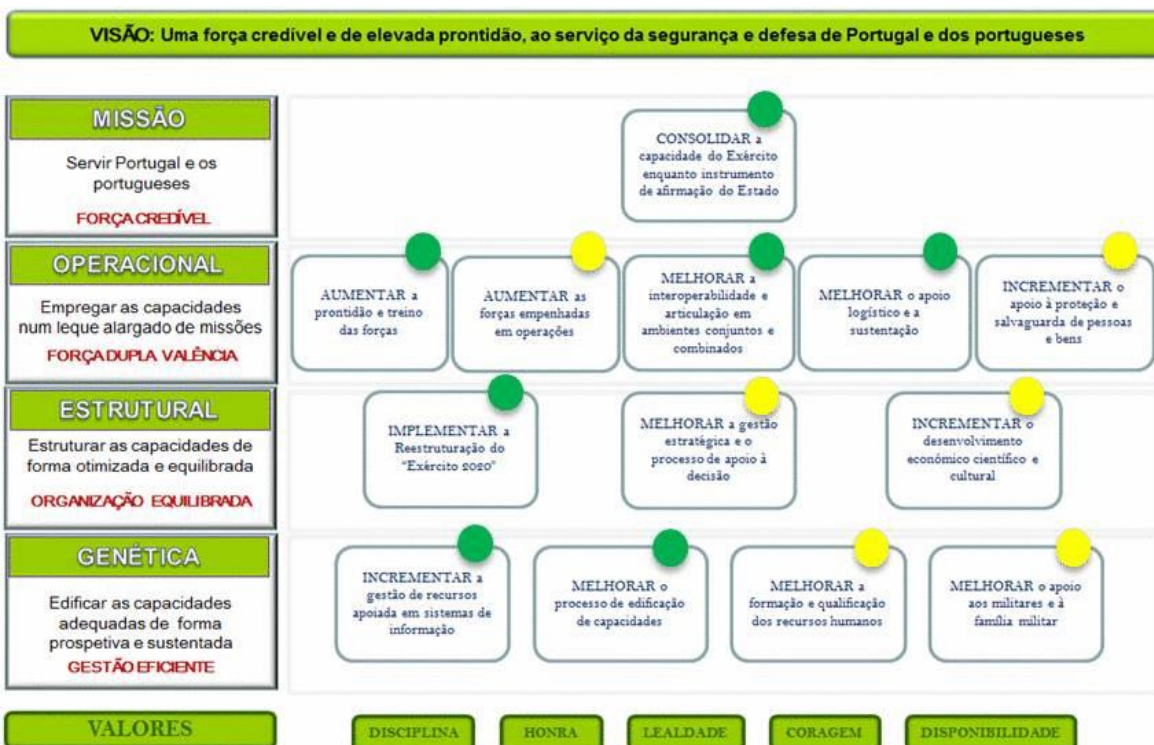 VISÃO: Uma força credível e de elevada prontidão, ao serviço da segurança e defesa de Portugal e dos portugueses
MISSÃO
Servir Portugal e os
portugueses
FORÇA CREDÍVEL
CONSOLIDAR a
capacidade do Exército
enquanto instrumento
de afirmação do Estado
OPERACIONAL
Empregar as capacidades
num leque alargado de missões
FORÇA DUPLA VALÊNCIA
AUMENTAR a
prontidão e treino
das forças
AUMENTAR as
forças empenhadas
em operações
MELHORAR a
interoperabilidade e
articulação em
ambientes conjuntos e
combinados
MELHORAR o apoio
logístico e a
sustentação
INCREMENTAR o
apoio à proteção e
salvaguarda de pessoas
e bens
ESTRUTURAL
Estruturar as capacidades de
forma otimizada e equilibrada
ORGANIZAÇÃO EQUILIBRADA
IMPLEMENTAR a
Reestruturação do
"Exército 2020"
MELHORAR a gestão
estratégica e o
processo de apoio à
decisão
INCREMENTAR o
desenvolvimento
económico científico e
cultural
GENÉTICA
Edificar as capacidades
adequadas de forma
prospetiva e sustentada
GESTÃO EFICIENTE
INCREMENTAR a
gestão de recursos
apoiada em sistemas de
informação
MELHORAR o
processo de edificação
de capacidades
MELHORAR a
formação e qualificação
dos recursos humanos
MELHORAR o apoio
aos militares e à
família militar
VALORES
DISCIPLINA
HONRA
LEALDADE
CORAGEM
DISPONIBILIDADE